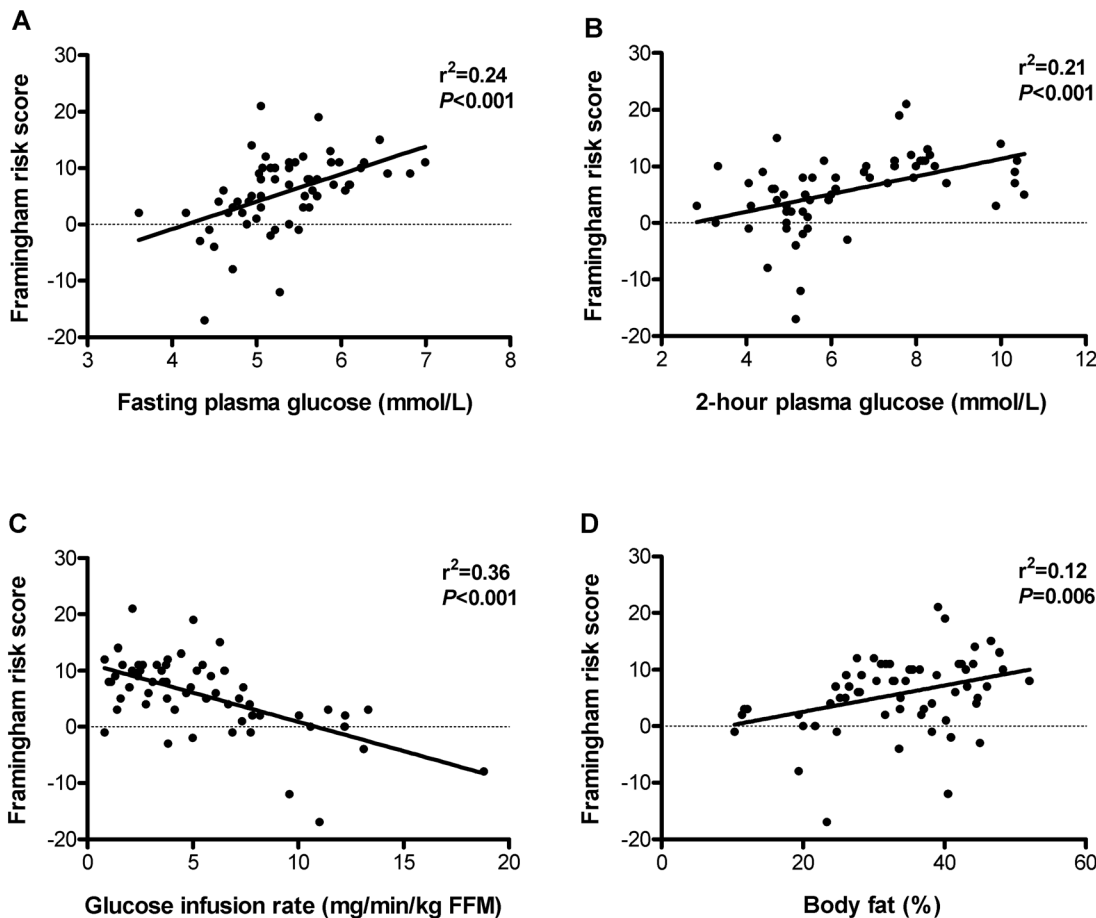 A
Framingham risk score
30
20
10
0
-10
-20
3 4 5 6 7 8
Fasting plasma glucose (mmol/L)
r²=0.24
P<0.001
B
Framingham risk score
30
20
10
0
-10
-20
2 4 6 8 10 12
2-hour plasma glucose (mmol/L)
r²=0.21
P<0.001
C
Framingham risk score
30
20
10
0
-10
-20
0 5 10 15 20
Glucose infusion rate (mg/min/kg FFM)
r²=0.36
P<0.001
D
Framingham risk score
30
20
10
0
-10
-20
0 20 40 60
Body fat (%)
r²=0.12
P=0.006